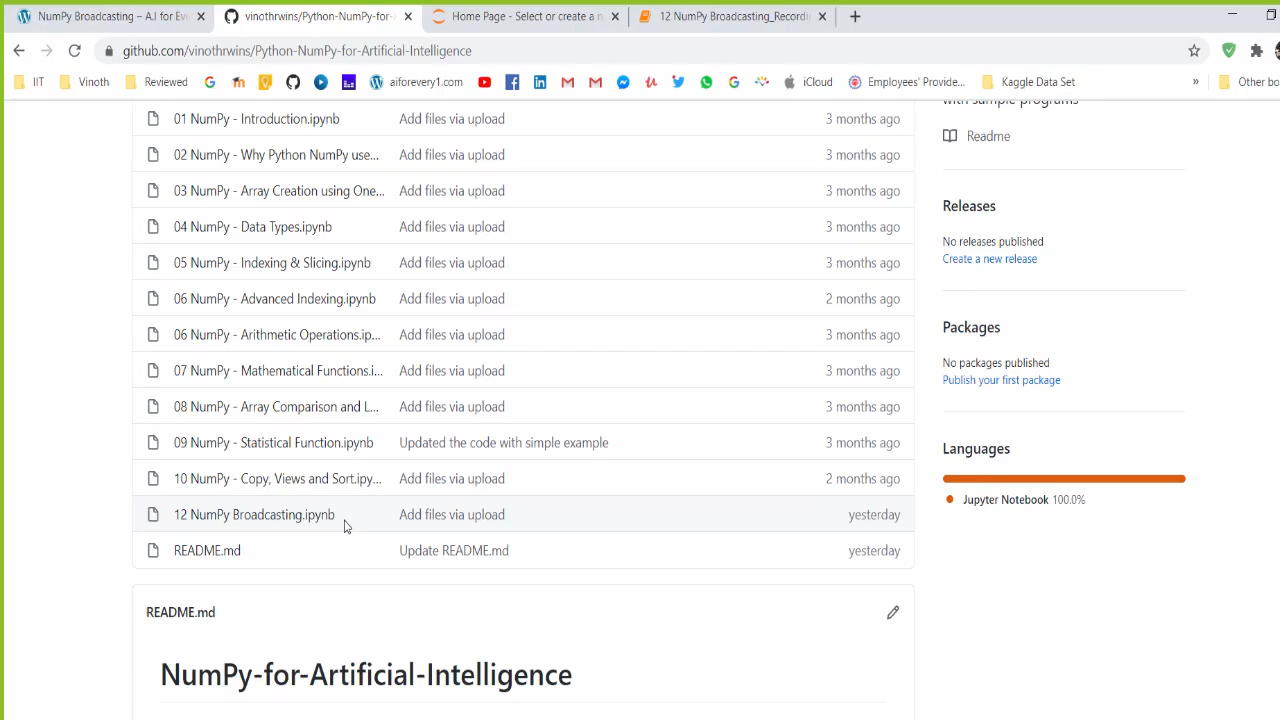 NumPy Broadcasting – A.I for Eve
vinothrwins/Python-NumPy-for-A
Home Page - Select or create a n
12 NumPy Broadcasting_Recordi
github.com/vinothrwins/Python-NumPy-for-Artificial-Intelligence
IIT Vinoth Reviewed aiforevery1.com iCloud Employees' Provide... Kaggle Data Set » Other bo
with sample programs
01 NumPy - Introduction.ipynb Add files via upload 3 months ago
Readme
02 NumPy - Why Python NumPy use... Add files via upload 3 months ago
03 NumPy - Array Creation using One... Add files via upload 3 months ago
Releases
04 NumPy - Data Types.ipynb Add files via upload 3 months ago
No releases published
Create a new release
05 NumPy - Indexing & Slicing.ipynb Add files via upload 3 months ago
06 NumPy - Advanced Indexing.ipynb Add files via upload 2 months ago
Packages
06 NumPy - Arithmetic Operations.ip... Add files via upload 3 months ago
No packages published
Publish your first package
07 NumPy - Mathematical Functions.i... Add files via upload 3 months ago
08 NumPy - Array Comparison and L... Add files via upload 3 months ago
09 NumPy - Statistical Function.ipynb Updated the code with simple example 3 months ago
Languages
10 NumPy - Copy, Views and Sort.ipy... Add files via upload 2 months ago
Jupyter Notebook 100.0%
12 NumPy Broadcasting.ipynb Add files via upload yesterday
README.md Update README.md yesterday
README.md
NumPy-for-Artificial-Intelligence